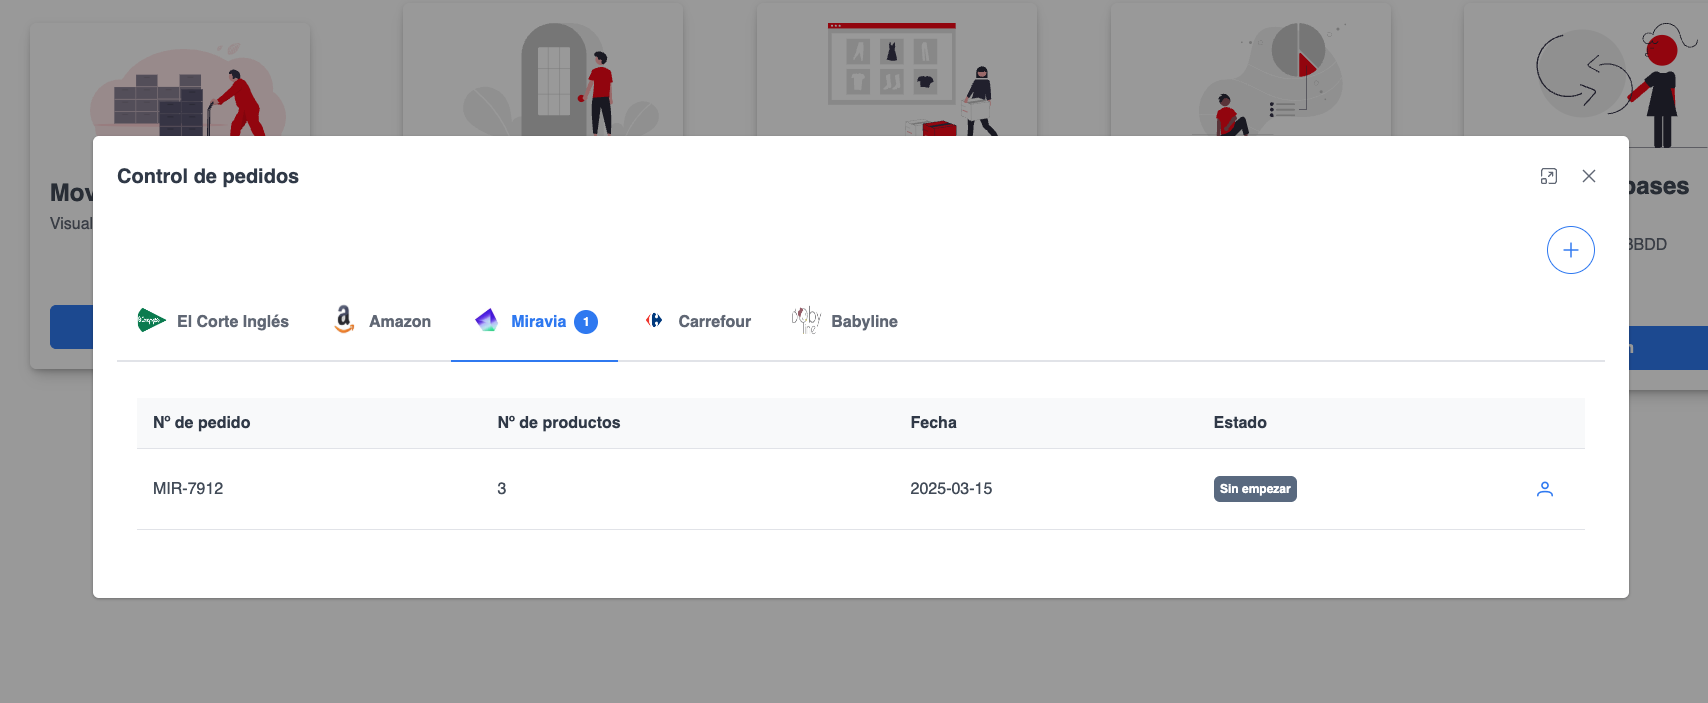 Control de pedidos
Mov
Visual
bases
BBDD
n
El Corte Inglés
Amazon
Miravia 1
Carrefour
Babyline
Nº de pedido Nº de productos Fecha Estado
MIR-7912 3 2025-03-15 Sin empezar